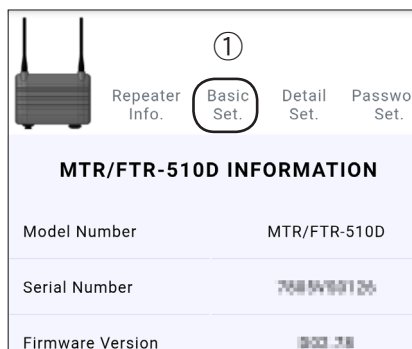 ①
Repeater Basic Detail
Info. Set. Set. Set.
MTR/FTR-510D INFORMATION
Model Number MTR/FTR-510D
Serial Number
Firmware Version